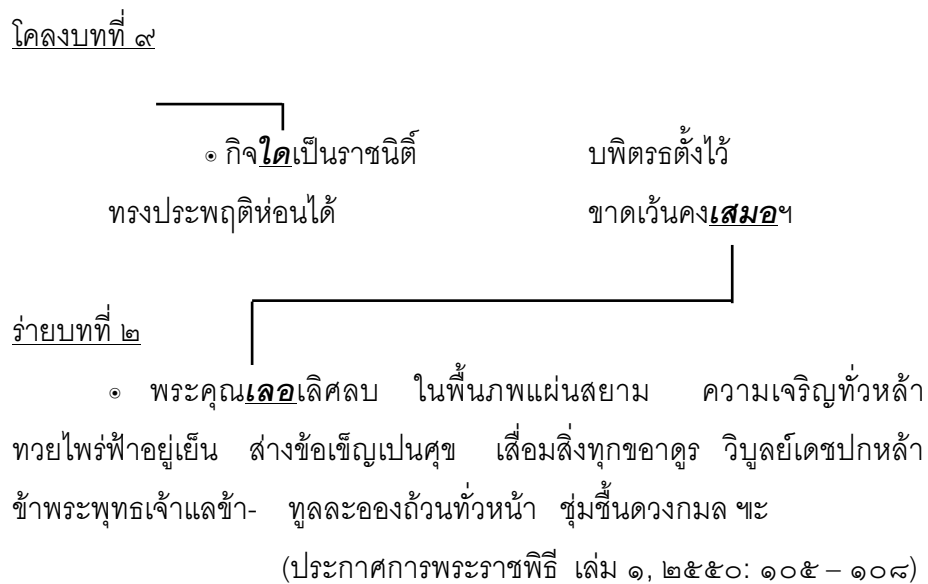 โคลงบทที่ ๙
๏ กิจใดเป็นราชนิติ์ บพิตรธตั้งไว้
ทรงประพฤติห่อนได้ ขาดเว้นคงเสมอฯ
ร่ายบทที่ ๒
๏ พระคุณเลอเลิศลบ ในพื้นภพแผ่นสยาม ความเจริญทั่วหล้า
ทวยไพร่ฟ้าอยู่เย็น ส่างข้อเข็ญเปนศุข เสื่อมสิ่งทุกขอาดูร วิบูลย์เดชปกหล้า
ข้าพระพุทธเจ้าแลข้า- ทูลละอองถ้วนทั่วหน้า ชุ่มชื้นดวงกมล ฯะ
(ประกาศการพระราชพิธี เล่ม ๑, ๒๕๕๐: ๑๐๕ – ๑๐๘)